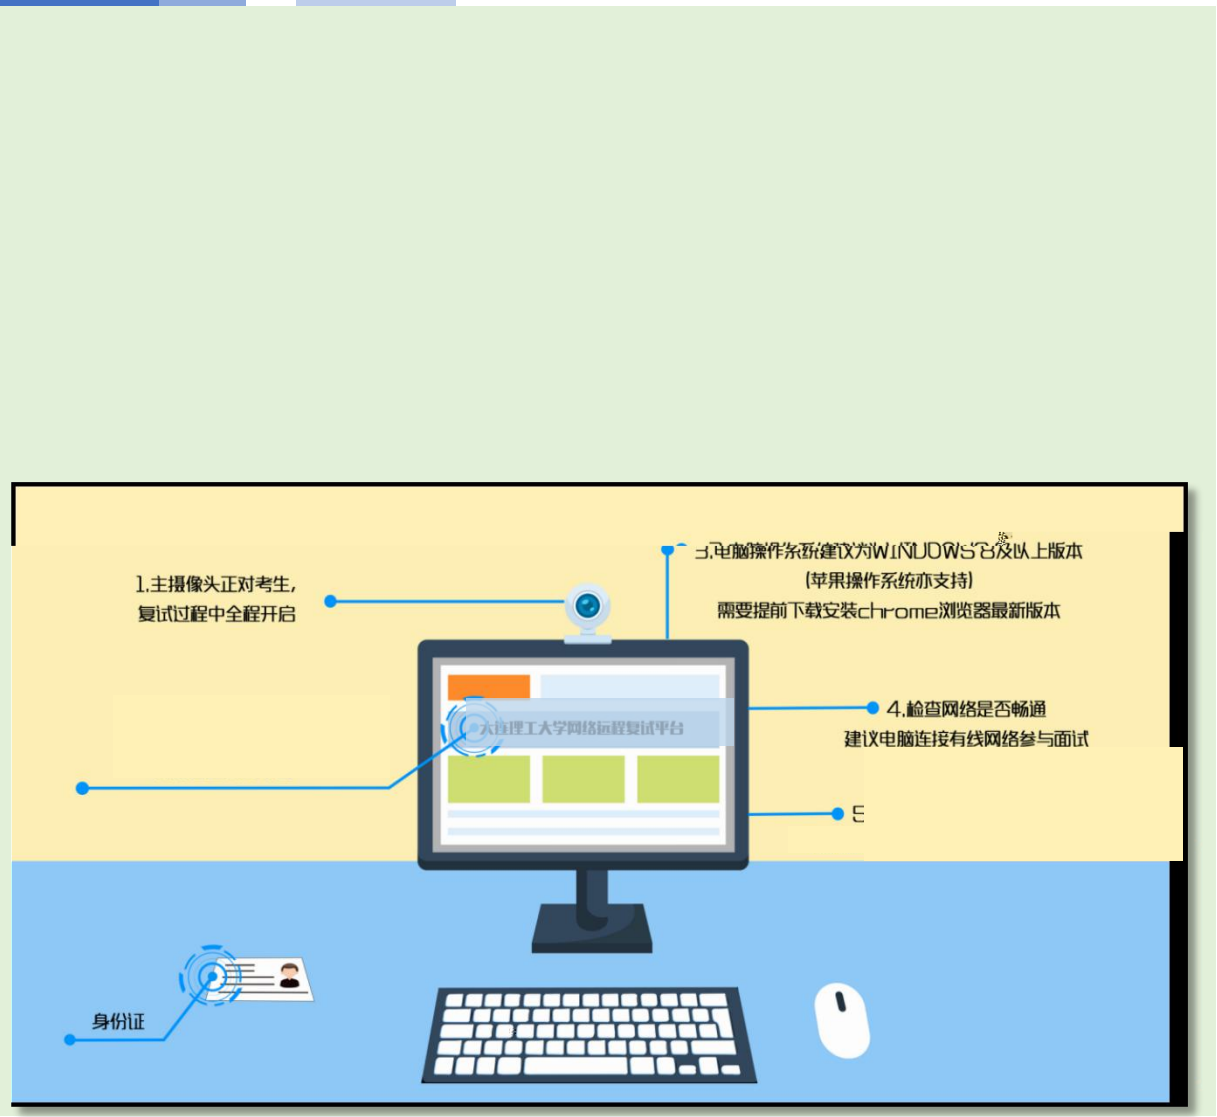 1.主摄像头正对考生,
复试过程中全程开启
3.电脑操作系统建议为WINDOWS 8及以上版本
(苹果操作系统亦支持)
需要提前下载安装chrome浏览器最新版本
大连理工大学网络远程复试平台
4.检查网络是否畅通
建议电脑连接有线网络参与面试
身份证